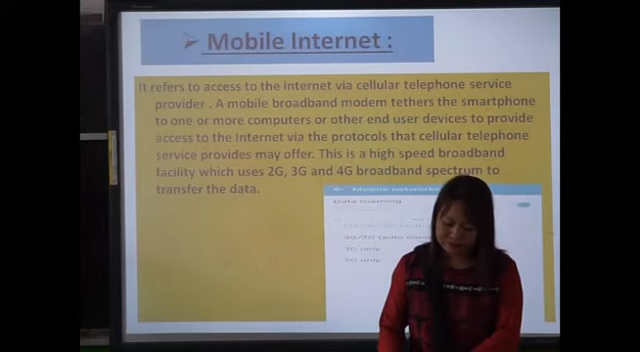 ➢ Mobile Internet :
It refers to access to the internet via cellular telephone service
provider . A mobile broadband modem tethers the smartphone
to one or more computers or other end user devices to provide
access to the Internet via the protocols that cellular telephone
service provides may offer. This is a high speed broadband
facility which uses 2G, 3G and 4G broadband spectrum to
transfer the data.
Mobile networks
Data roaming
3G only
2G only